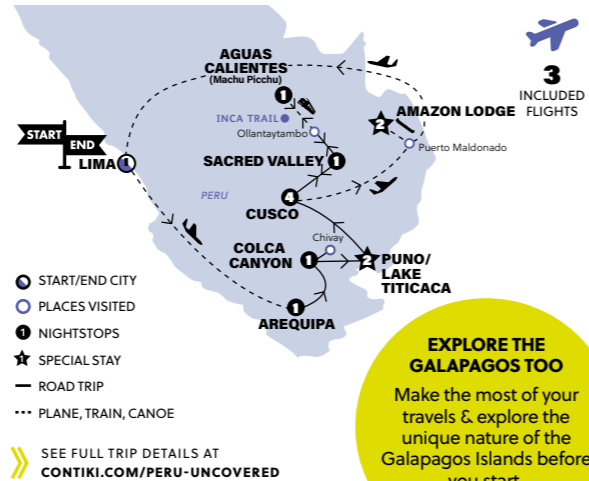 AGUAS
CALIENTES
(Machu Picchu)
1
3
INCLUDED
FLIGHTS
INCA TRAIL
Ollantaytambo
2
AMAZON LODGE
Puerto Maldonado
START
END
LIMA
1
SACRED VALLEY
1
PERU
4
CUSCO
COLCA
CANYON
Chivay
1
2
PUNO/
LAKE
TITICACA
1
AREQUIPA
START/END CITY
PLACES VISITED
1 NIGHTSTOPS
1 SPECIAL STAY
ROAD TRIP
PLANE, TRAIN, CANOE
SEE FULL TRIP DETAILS AT
CONTIKI.COM/PERU-UNCOVERED
EXPLORE THE
GALAPAGOS TOO
Make the most of your
travels & explore the
unique nature of the
Galapagos Islands before
you start